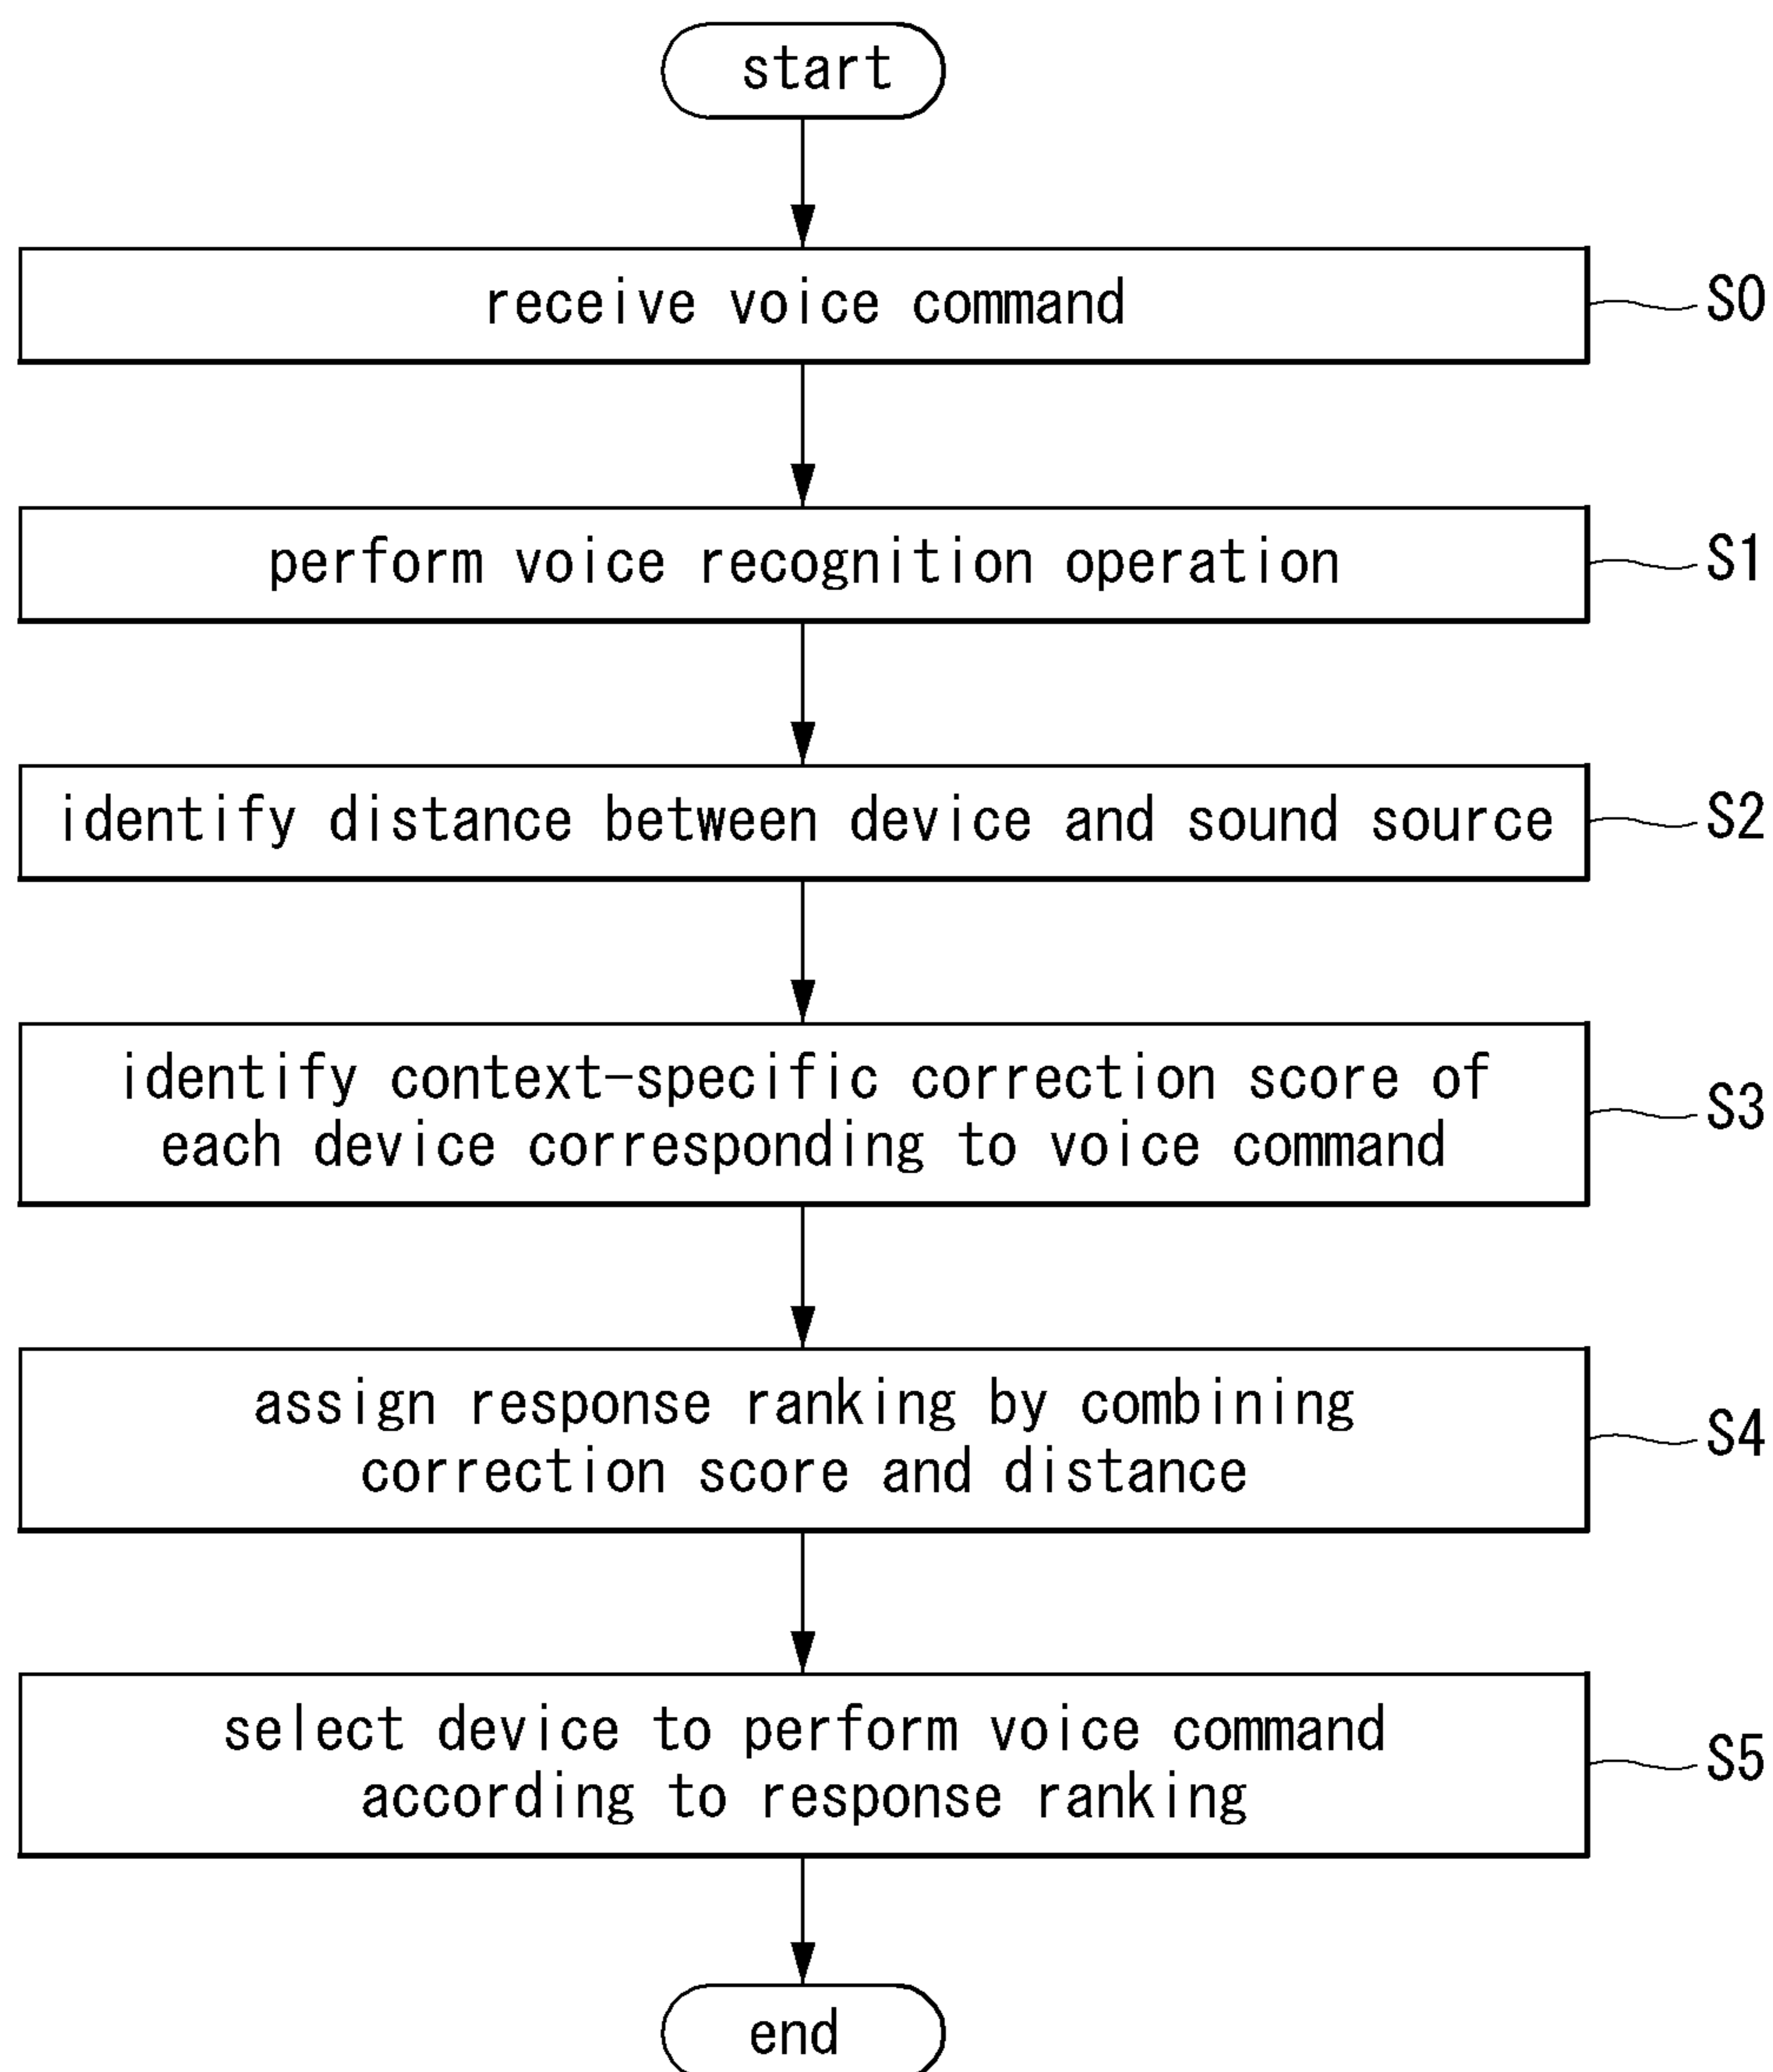 start
receive voice command
S0
perform voice recognition operation
S1
identify distance between device and sound source
S2
identify context-specific correction score of
each device corresponding to voice command
S3
assign response ranking by combining
correction score and distance
S4
select device to perform voice command
according to response ranking
S5
end